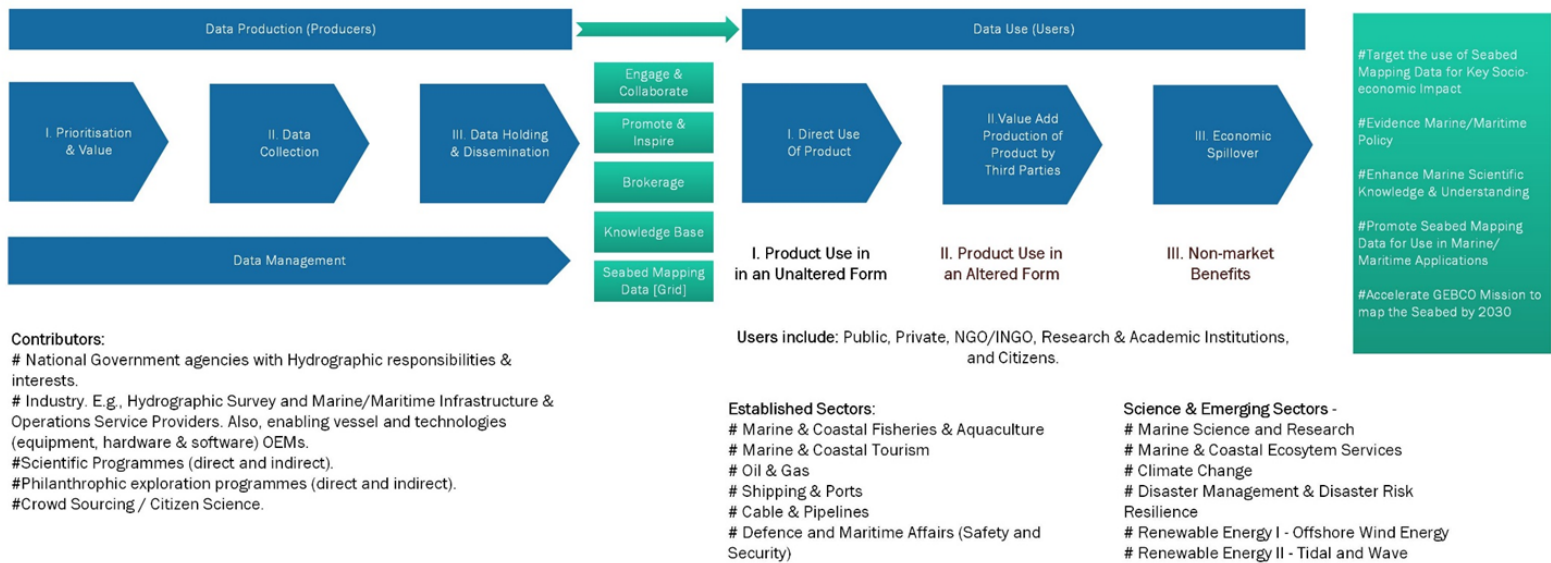 Data Production (Producers)
Data Use (Users)
I. Prioritisation
& Value
II. Data
Collection
III. Data Holding
& Dissemination
Data Management
Engage &
Collaborate
Promote &
Inspire
Brokerage
Knowledge Base
Seabed Mapping
Data [Grid]
I. Direct Use
Of Product
II.Value Add
Production of
Product by
Third Parties
III. Economic
Spillover
I. Product Use in
in an Unaltered Form
II. Product Use in
an Altered Form
III. Non-market
Benefits
#Target the use of Seabed
Mapping Data for Key Socio-
economic Impact
#Evidence Marine/Maritime
Policy
#Enhance Marine Scientific
Knowledge & Understanding
#Promote Seabed Mapping
Data for Use in Marine/
Maritime Applications
#Accelerate GEBCO Mission to
map the Seabed by 2030
Contributors:
# National Government agencies with Hydrographic responsibilities &
interests.
# Industry. E.g., Hydrographic Survey and Marine/Maritime Infrastructure &
Operations Service Providers. Also, enabling vessel and technologies
(equipment, hardware & software) OEMs.
#Scientific Programmes (direct and indirect).
#Philanthropic exploration programmes (direct and indirect).
#Crowd Sourcing / Citizen Science.
Users include: Public, Private, NGO/INGO, Research & Academic Institutions,
and Citizens.
Established Sectors:
# Marine & Coastal Fisheries & Aquaculture
# Marine & Coastal Tourism
# Oil & Gas
# Shipping & Ports
# Cable & Pipelines
# Defence and Maritime Affairs (Safety and
Security)
Science & Emerging Sectors -
# Marine Science and Research
# Marine & Coastal Ecosytem Services
# Climate Change
# Disaster Management & Disaster Risk
Resilience
# Renewable Energy I - Offshore Wind Energy
# Renewable Energy II - Tidal and Wave